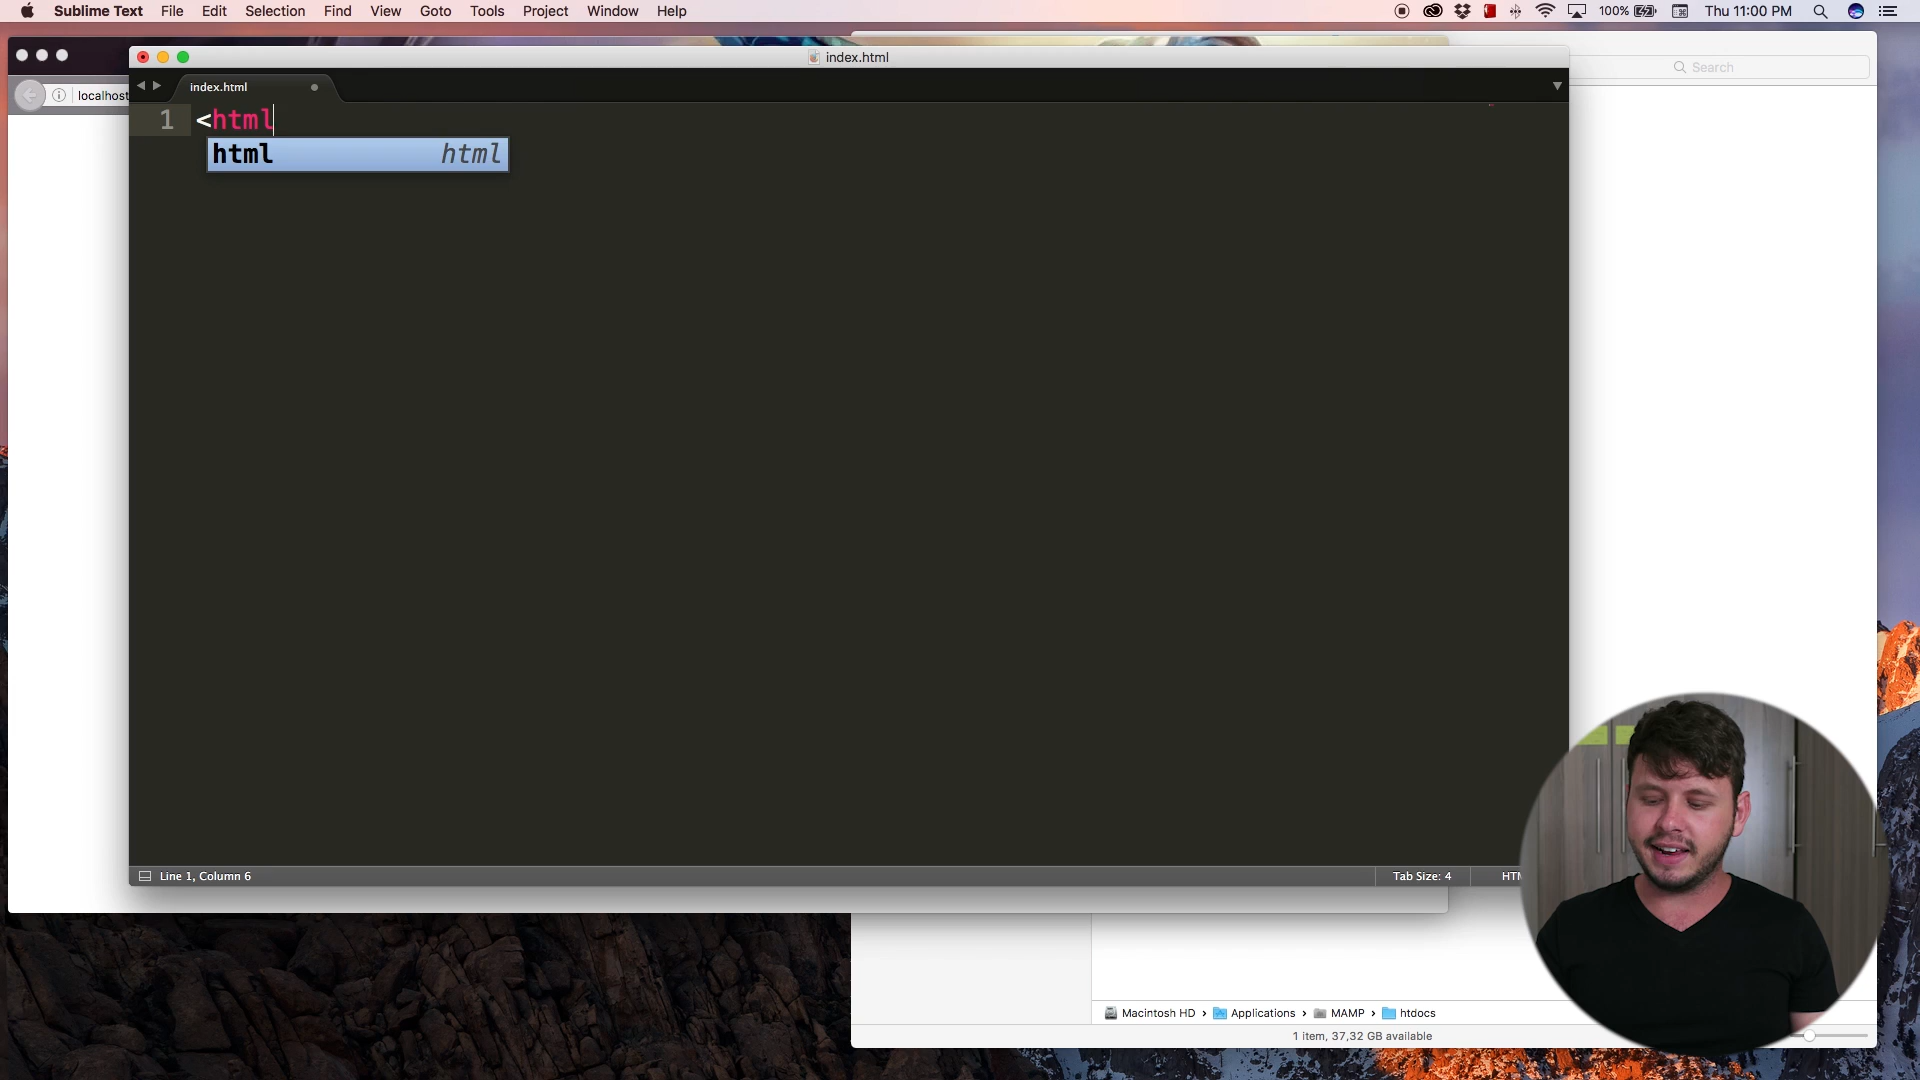 Sublime Text File Edit Selection Find View Goto Tools Project Window Help 100% Thu 11:00 PM
index.html
Search
index.html
localhost
1 <html
html html
Line 1, Column 6 Tab Size: 4
Macintosh HD › Applications › MAMP › htdocs
1 item, 37,32 GB available